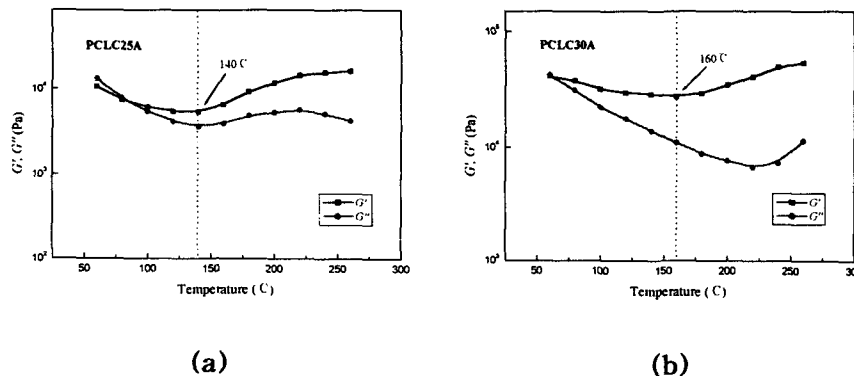 PCLC25A
140 C
10⁴
10³
10²
G', G'' (Pa)
G'
G''
50 100 150 200 250 300
Temperature ( C)
(a)
PCLC30A
160 C
10⁵
10⁴
10³
G', G'' (Pa)
G'
G''
50 100 150 200 250 300
Temperature ( C)
(b)